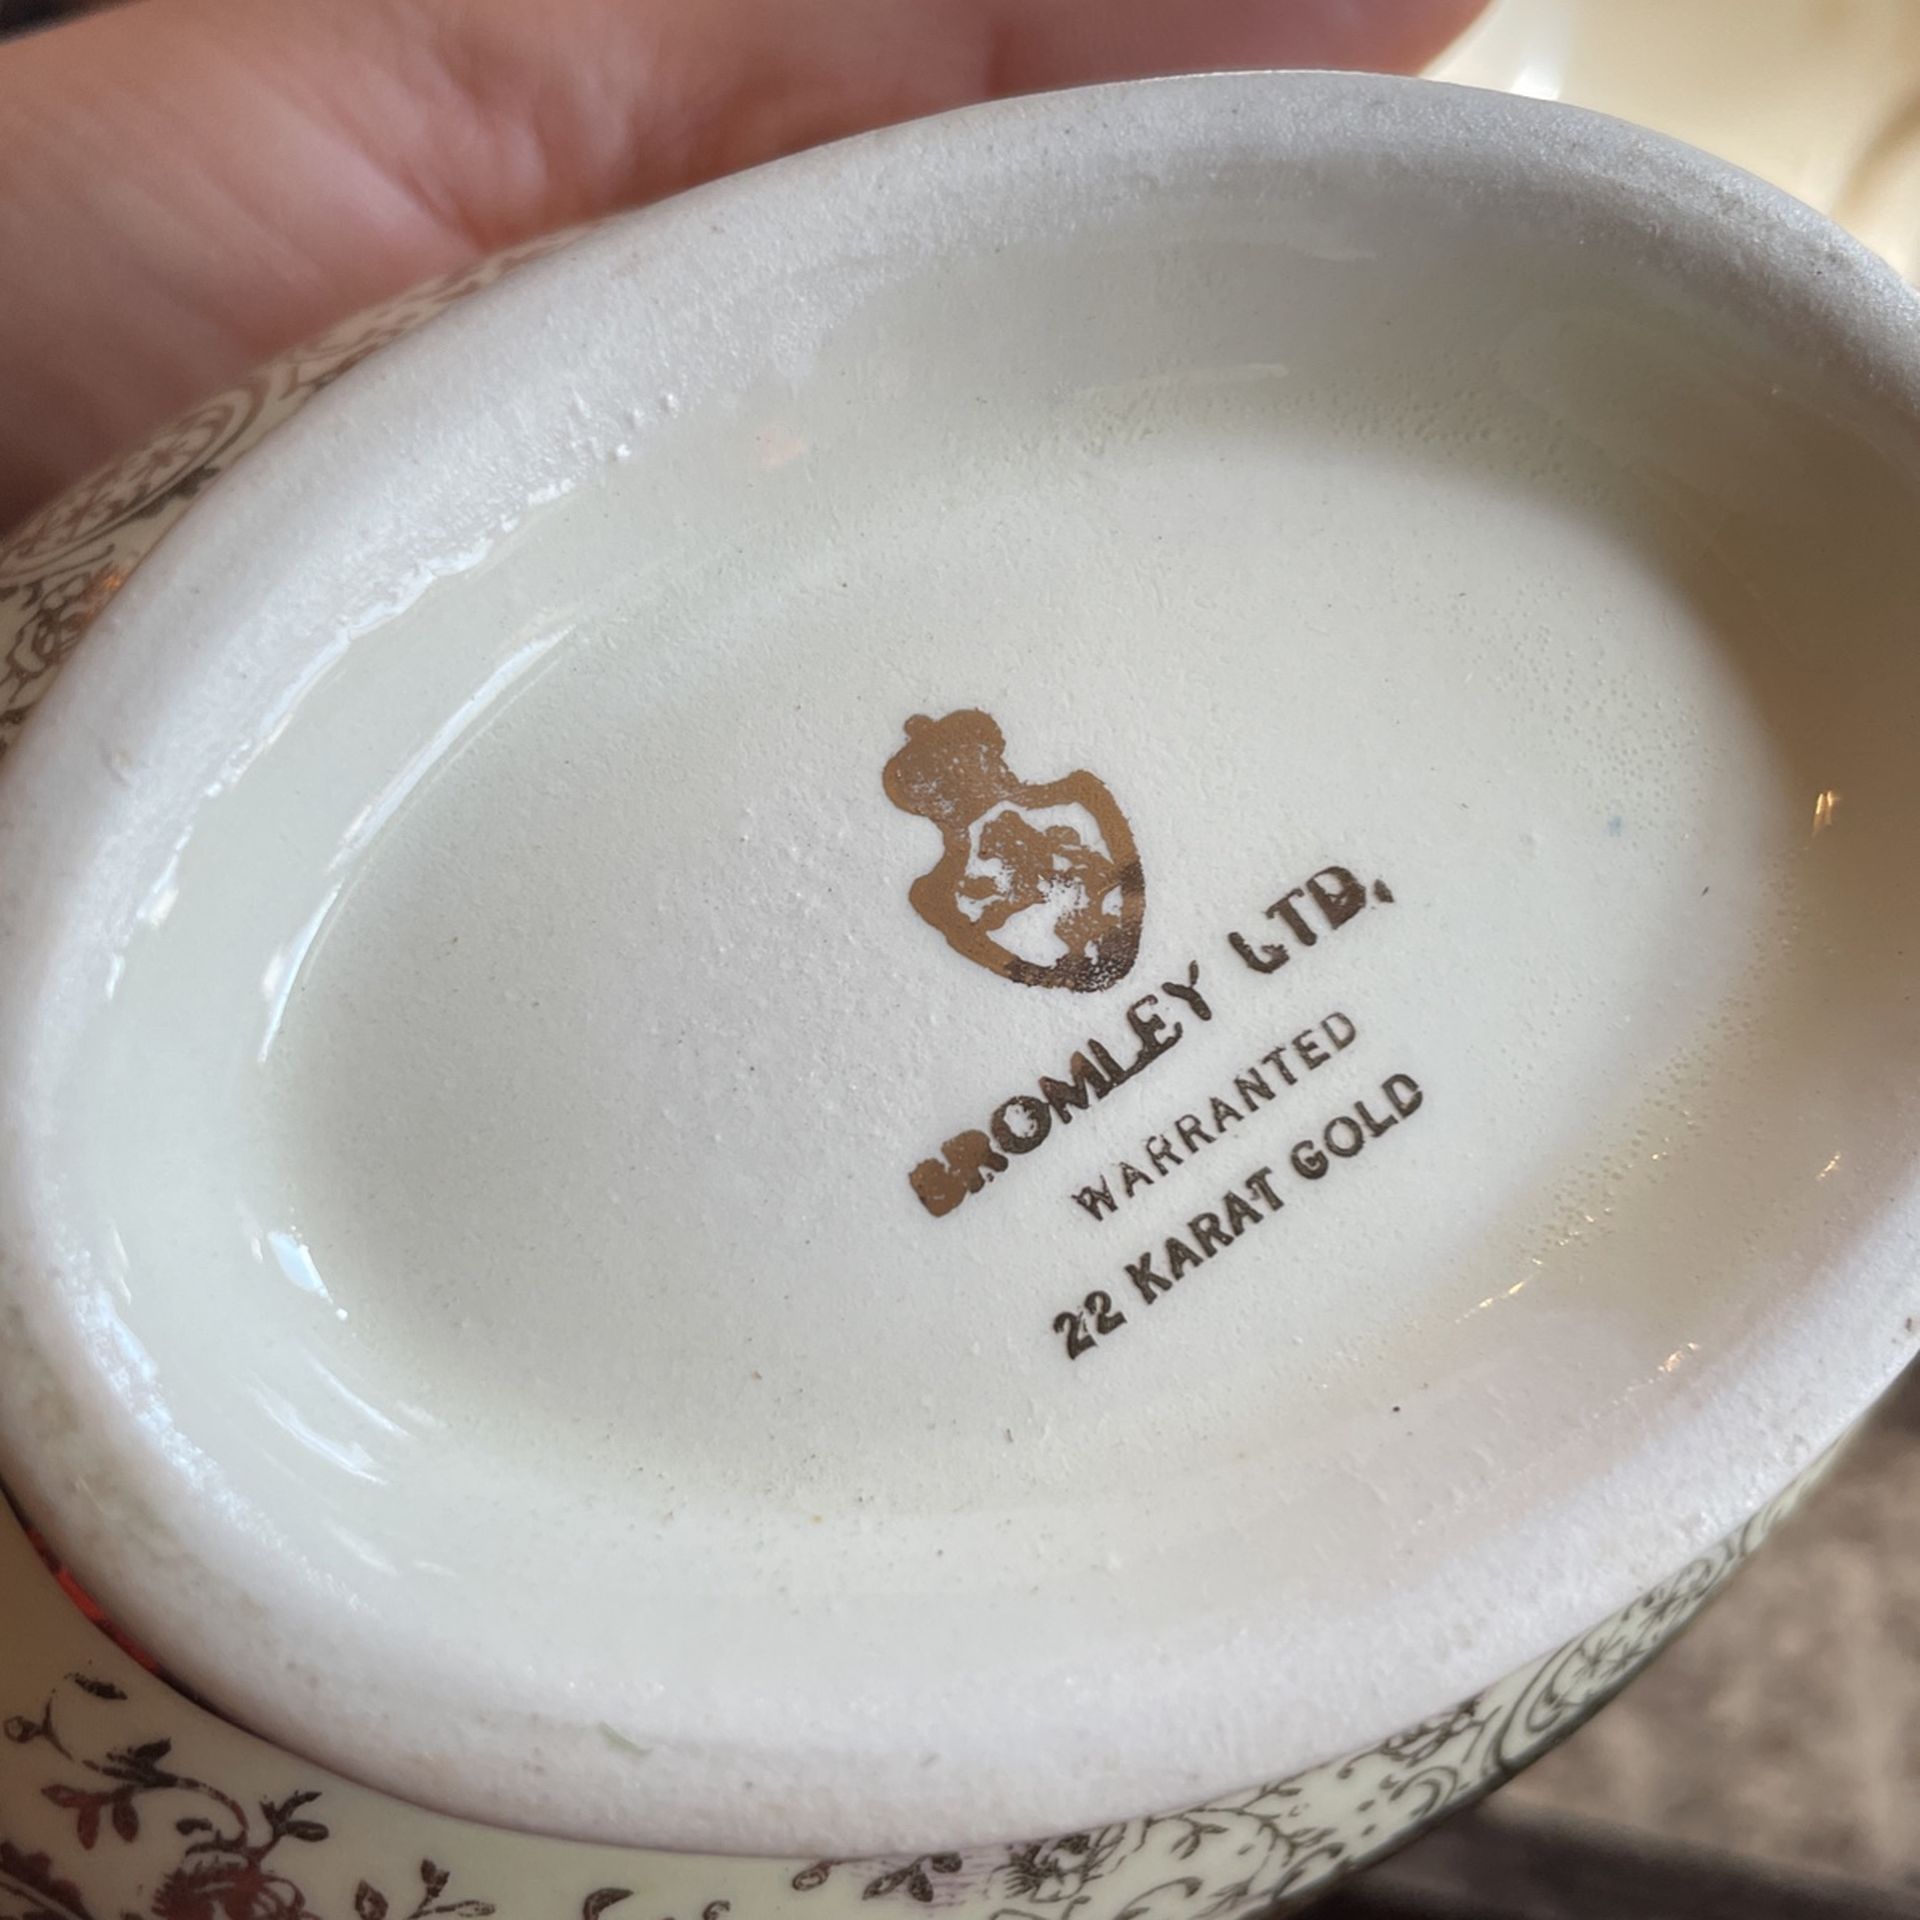 BROMLEY LTD.
WARRANTED
22 KARAT GOLD